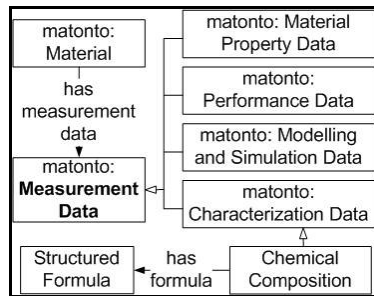 matonto:
Material
has
measurement
data
matonto:
Measurement
Data
matonto: Material
Property Data
matonto:
Performance Data
matonto: Modelling
and Simulation Data
matonto:
Characterization Data
Structured
Formula
has
formula
Chemical
Composition